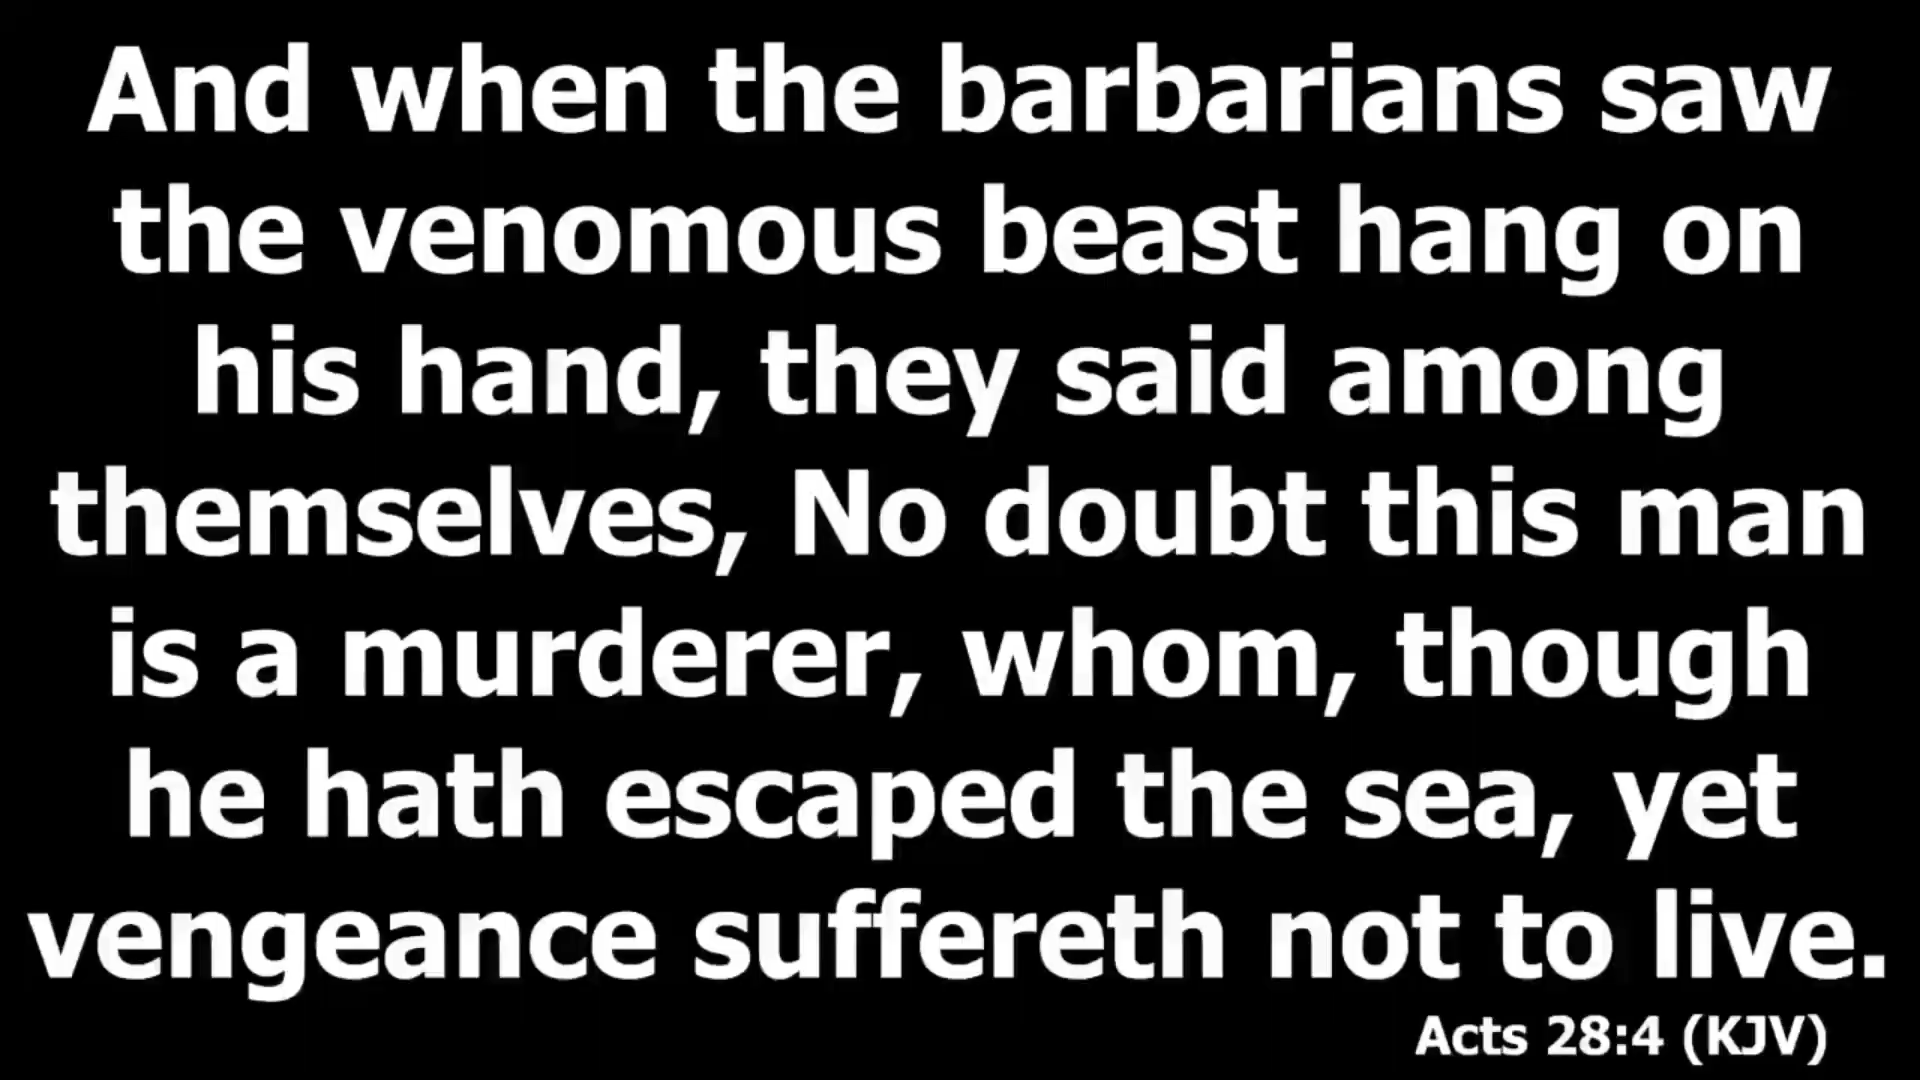 And when the barbarians saw
the venomous beast hang on
his hand, they said among
themselves, No doubt this man
is a murderer, whom, though
he hath escaped the sea, yet
vengeance suffereth not to live.
Acts 28:4 (KJV)